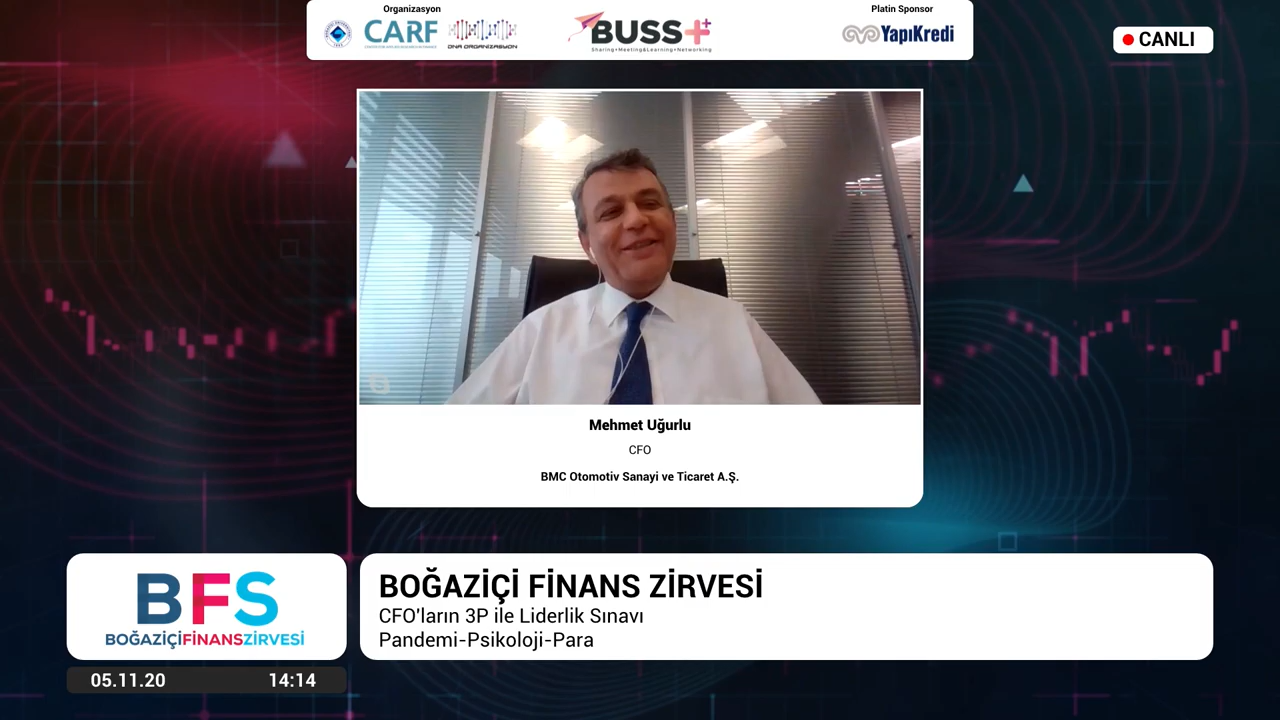 Organizasyon
Platin Sponsor
CARF
DNA ORGANIZASYON
BUSS++
Sharing+Meeting&Learning+Networking
YapıKredi
CANLI
Mehmet Uğurlu
CFO
BMC Otomotiv Sanayi ve Ticaret A.Ş.
BFS
BOĞAZİÇİFİNANSZİRVESİ
BOĞAZİÇİ FİNANS ZİRVESİ
CFO'ların 3P ile Liderlik Sınavı
Pandemi-Psikoloji-Para
05.11.20 14:14